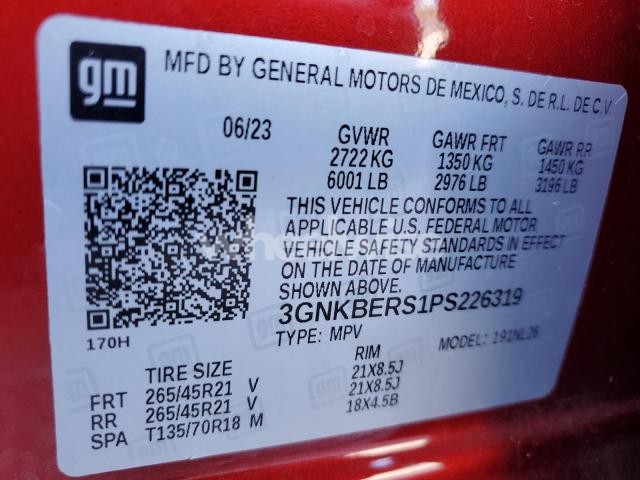 gm
MFD BY GENERAL MOTORS DE MEXICO, S. DE R.L. DE C.V.
06/23 GVWR GAWR FRT GAWR RR
2722 KG 1350 KG 1450 KG
6001 LB 2976 LB 3196 LB
THIS VEHICLE CONFORMS TO ALL
APPLICABLE U.S. FEDERAL MOTOR
VEHICLE SAFETY STANDARDS IN EFFECT
ON THE DATE OF MANUFACTURE
SHOWN ABOVE.
3GNKBERS1PS226319
170H
TYPE: MPV MODEL: 191NL26
TIRE SIZE RIM
FRT 265/45R21 V 21X8.5J
RR 265/45R21 V 21X8.5J
SPA T135/70R18 M 18X4.5B